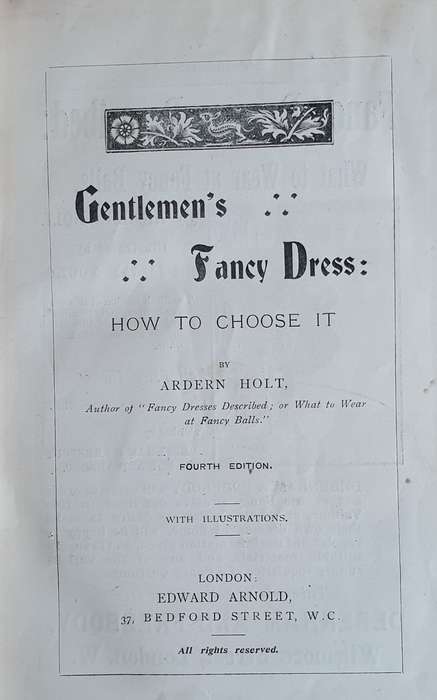 Gentlemen's
Fancy Dress:
HOW TO CHOOSE IT
BY
ARDERN HOLT,
Author of "Fancy Dresses Described; or What to Wear
at Fancy Balls."
FOURTH EDITION.
WITH ILLUSTRATIONS.
LONDON:
EDWARD ARNOLD,
37, BEDFORD STREET, W.C.
All rights reserved.